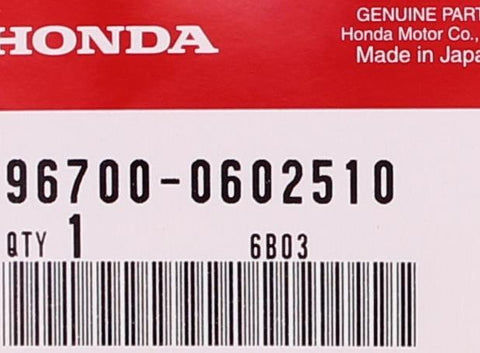 HONDA
GENUINE PART
Honda Motor Co.,
Made in Japa
96700-0602510
QTY 1 6B03